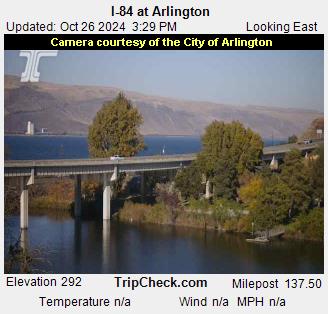 I-84 at Arlington
Updated: Oct 26 2024 3:29 PM Looking East
Camera courtesy of the City of Arlington
Elevation 292 TripCheck.com Milepost 137.50
Temperature n/a Wind n/a MPH n/a